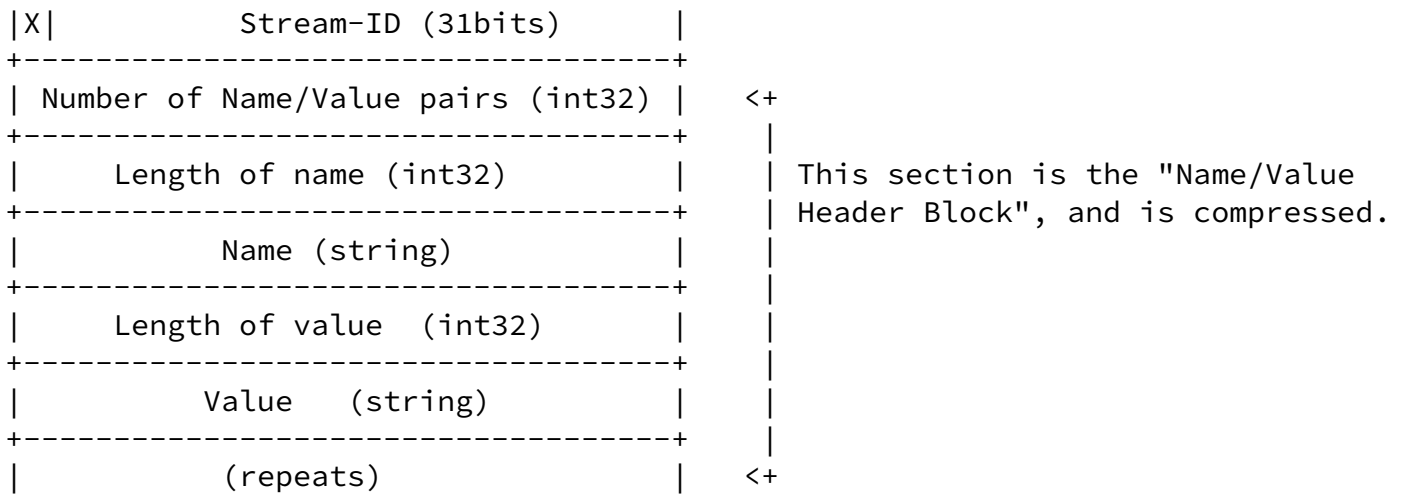 |X|          Stream-ID (31bits)       |
+------------------------------------+
| Number of Name/Value pairs (int32) |    <+
+------------------------------------+     |
|     Length of name (int32)         |     | This section is the "Name/Value
+------------------------------------+     | Header Block", and is compressed.
|           Name (string)            |     |
+------------------------------------+     |
|     Length of value  (int32)       |     |
+------------------------------------+     |
|          Value   (string)          |     |
+------------------------------------+     |
|           (repeats)                |    <+